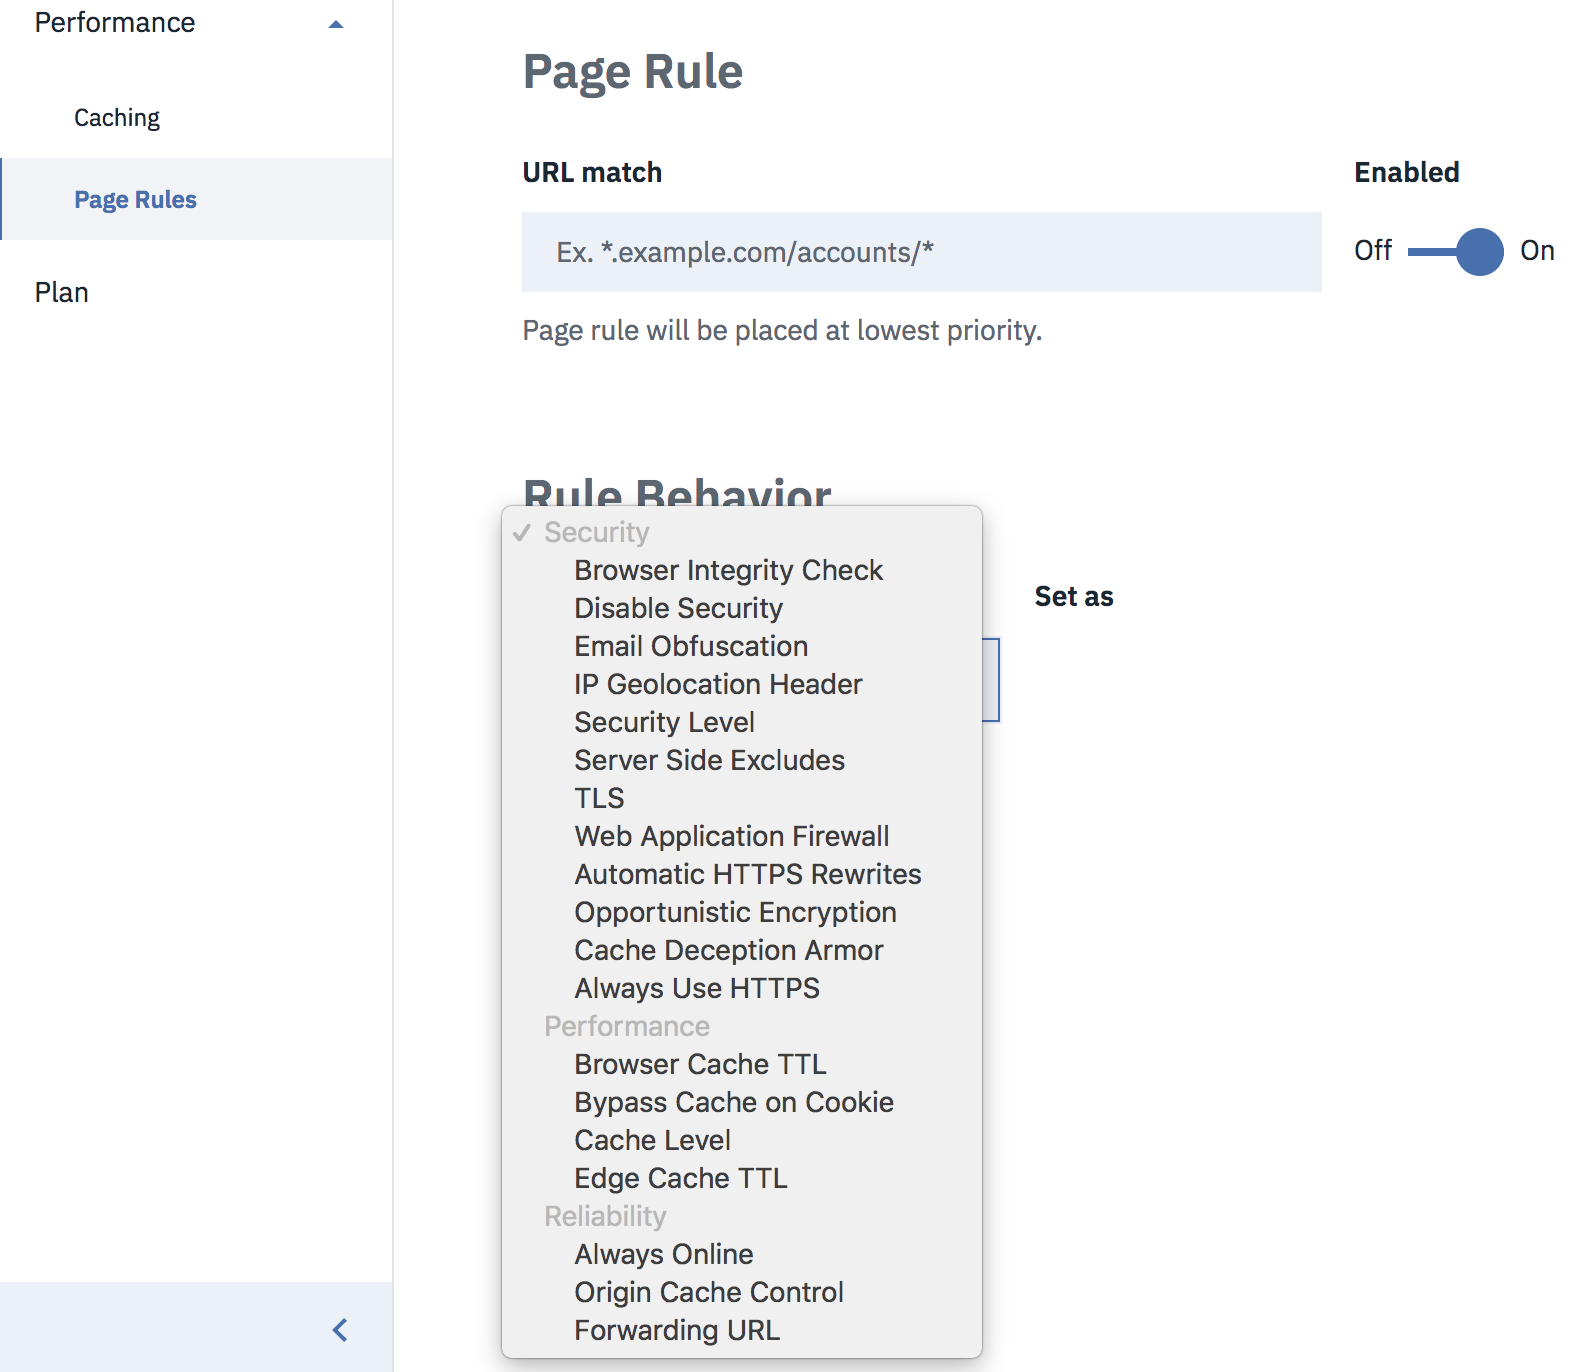 Performance
Caching
Page Rules
Plan
Page Rule
URL match
Enabled
Ex. *.example.com/accounts/*
Off
On
Page rule will be placed at lowest priority.
Rule Behavior
Set as
✓ Security
Browser Integrity Check
Disable Security
Email Obfuscation
IP Geolocation Header
Security Level
Server Side Excludes
TLS
Web Application Firewall
Automatic HTTPS Rewrites
Opportunistic Encryption
Cache Deception Armor
Always Use HTTPS
Performance
Browser Cache TTL
Bypass Cache on Cookie
Cache Level
Edge Cache TTL
Reliability
Always Online
Origin Cache Control
Forwarding URL